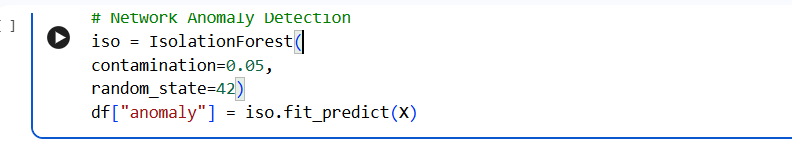 # Network Anomaly Detection
[ ]
iso = IsolationForest(
contamination=0.05,
random_state=42)
df["anomaly"] = iso.fit_predict(X)